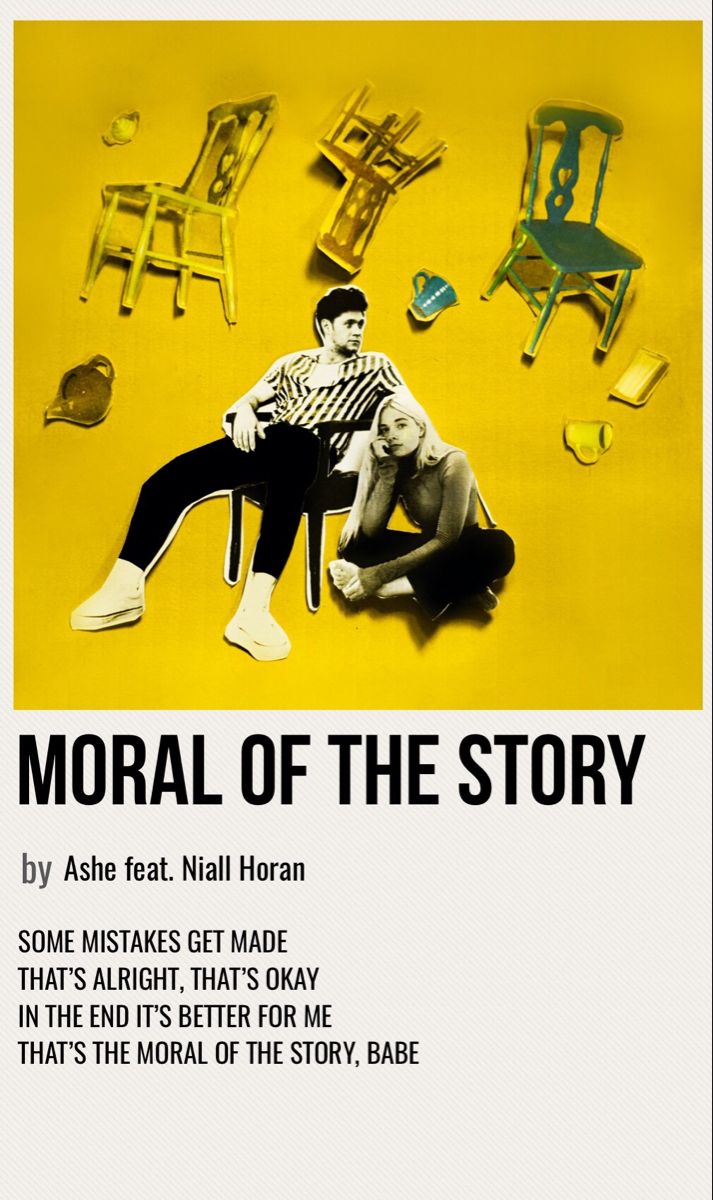 MORAL OF THE STORY
by Ashe feat. Niall Horan
SOME MISTAKES GET MADE
THAT'S ALRIGHT, THAT'S OKAY
IN THE END IT'S BETTER FOR ME
THAT'S THE MORAL OF THE STORY, BABE